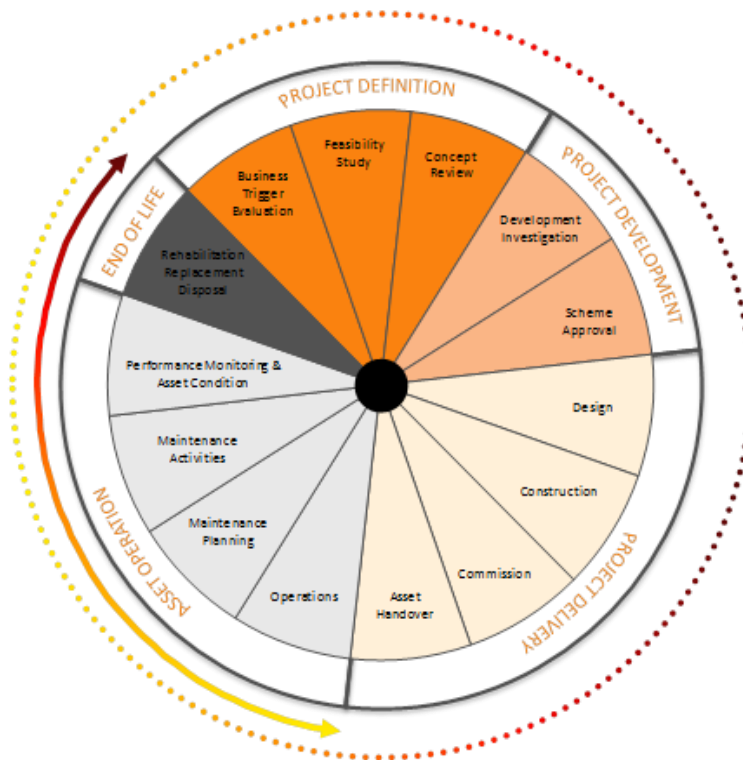 PROJECT DEFINITION
Business
Trigger
Evaluation
Feasibility
Study
Concept
Review
PROJECT DEVELOPMENT
Development
Investigation
Scheme
Approval
PROJECT DELIVERY
Design
Construction
Commission
Asset
Handover
ASSET OPERATION
Operations
Maintenance
Planning
Maintenance
Activities
Performance Monitoring &
Asset Condition
END OF LIFE
Rehabilitation
Replacement
Disposal